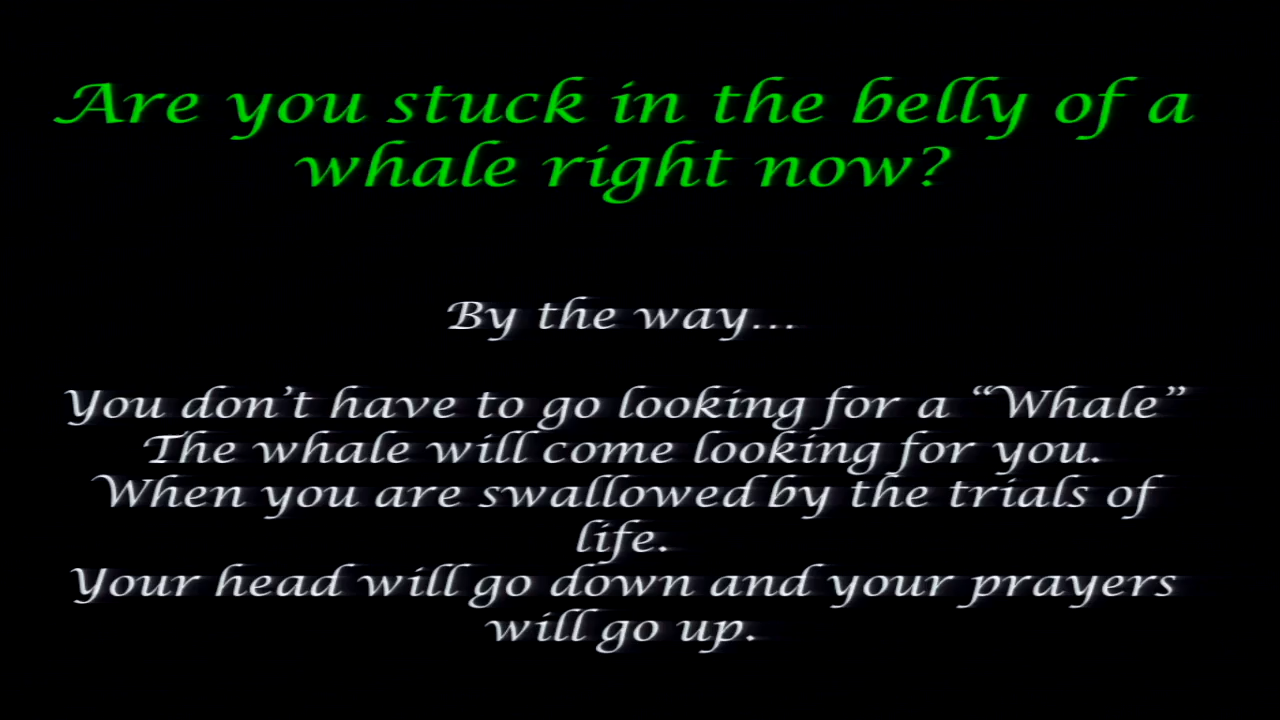 Are you stuck in the belly of a
whale right now?
By the way...
You don't have to go looking for a “Whale”
The whale will come looking for you.
When you are swallowed by the trials of
life.
Your head will go down and your prayers
will go up.